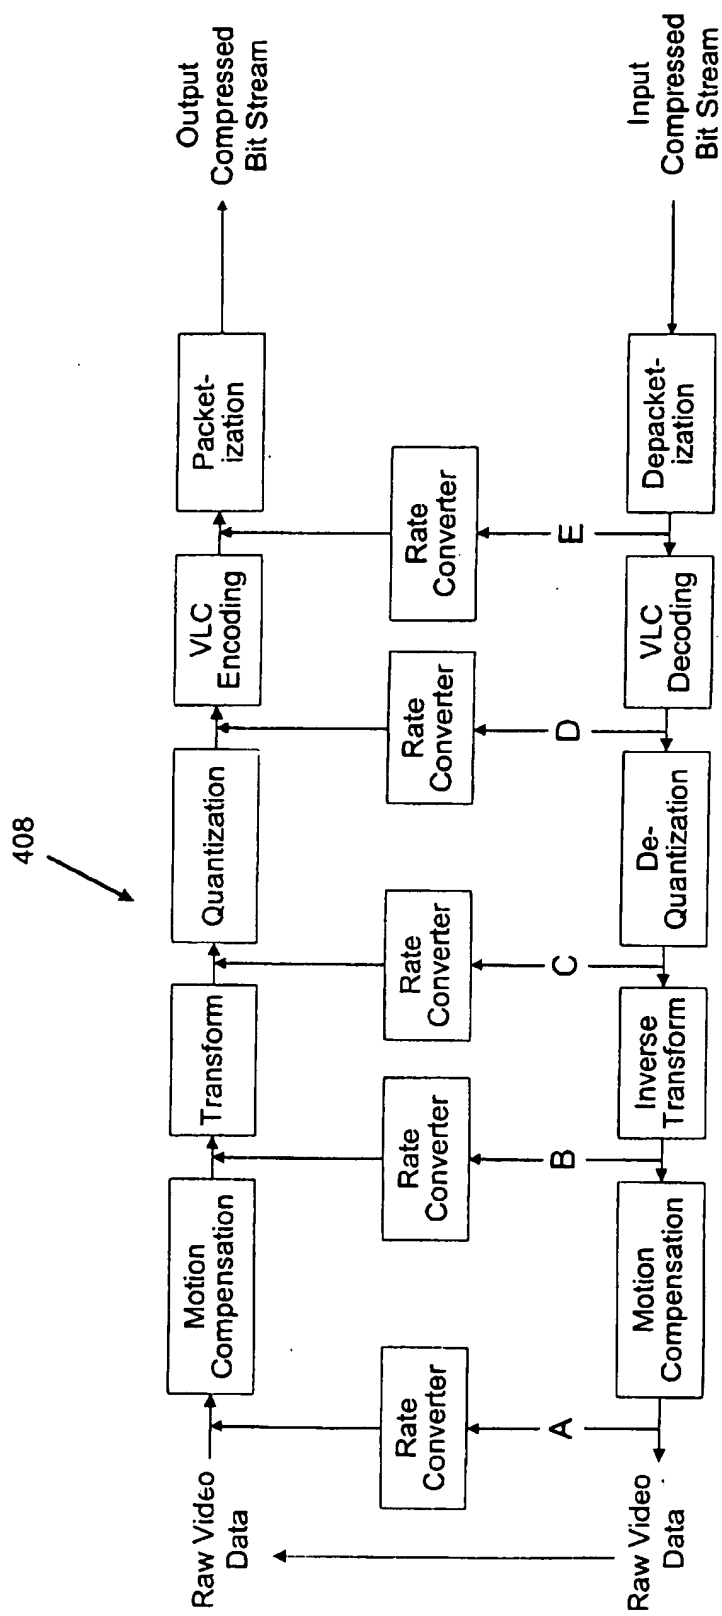 408
Raw Video
Data
Motion
Compensation
Transform
Quantization
VLC
Encoding
Packet-
ization
Output
Compressed
Bit Stream
Rate
Converter
Rate
Converter
Rate
Converter
Rate
Converter
Rate
Converter
A
B
C
D
E
Raw Video
Data
Motion
Compensation
Inverse
Transform
De-
Quantization
VLC
Decoding
Depacket-
ization
Input
Compressed
Bit Stream